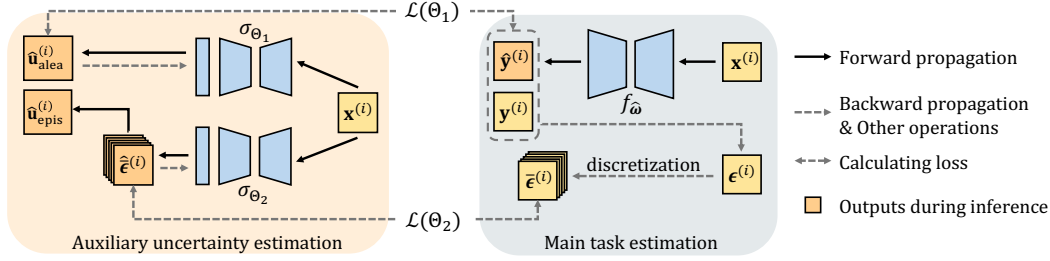 ℒ(Θ₁)
û_alea^(i)
σ_Θ₁
û_epis^(i)
x^(i)
ϵ̄̂^(i)
σ_Θ₂
Auxiliary uncertainty estimation
ŷ^(i)
f_ω̂
x^(i)
y^(i)
ϵ̄^(i)
discretization
ϵ^(i)
ℒ(Θ₂)
Main task estimation
Forward propagation
Backward propagation
& Other operations
Calculating loss
Outputs during inference